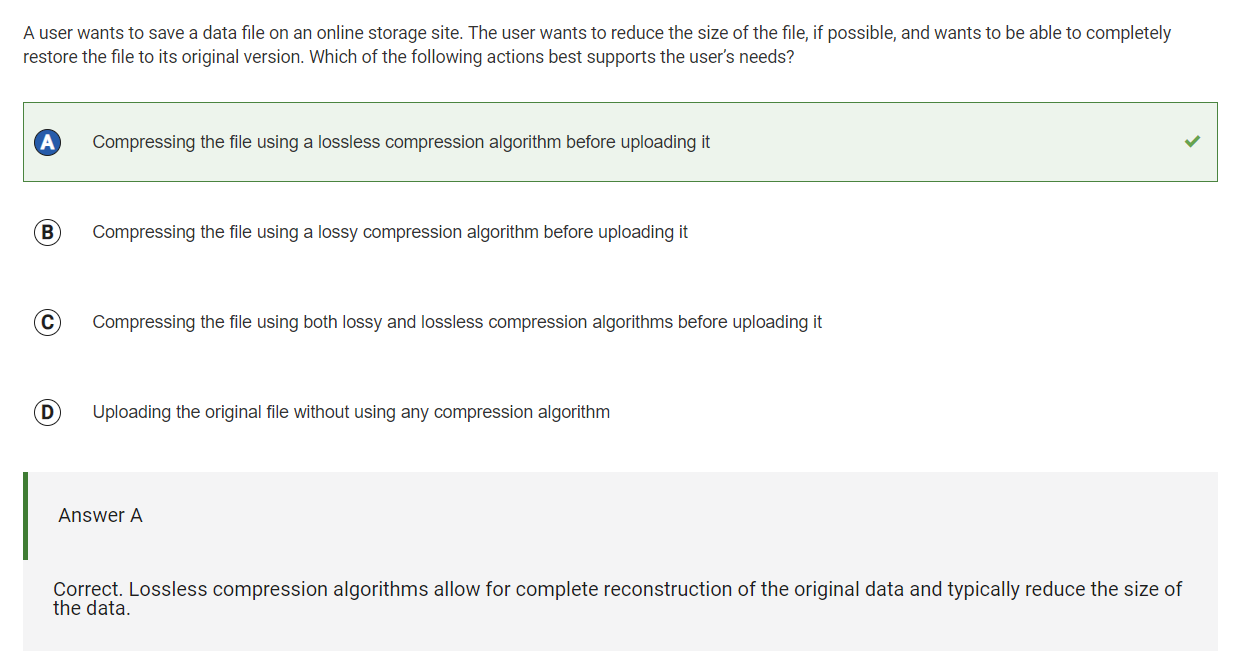 A user wants to save a data file on an online storage site. The user wants to reduce the size of the file, if possible, and wants to be able to completely
restore the file to its original version. Which of the following actions best supports the user's needs?
A Compressing the file using a lossless compression algorithm before uploading it
B Compressing the file using a lossy compression algorithm before uploading it
C Compressing the file using both lossy and lossless compression algorithms before uploading it
D Uploading the original file without using any compression algorithm
Answer A
Correct. Lossless compression algorithms allow for complete reconstruction of the original data and typically reduce the size of
the data.